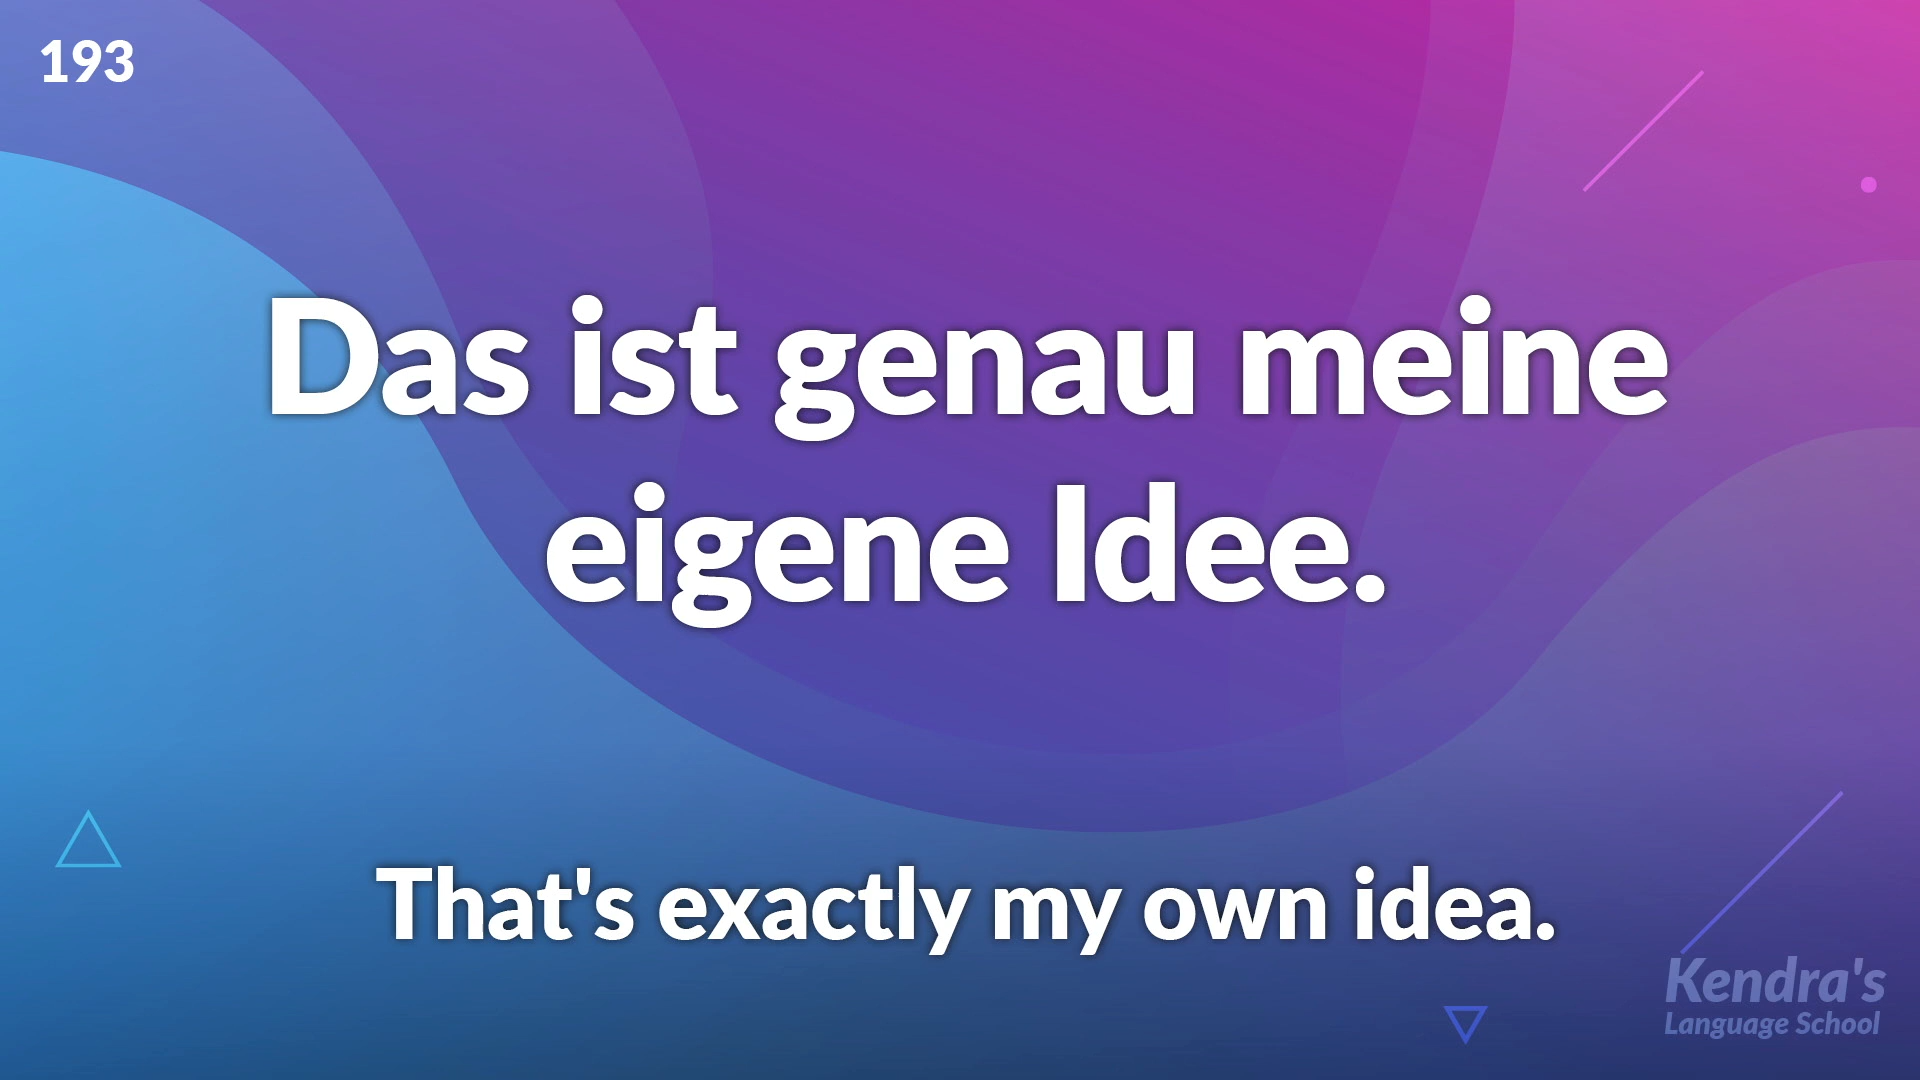 193
Das ist genau meine
eigene Idee.
That's exactly my own idea.
Kendra's
Language School